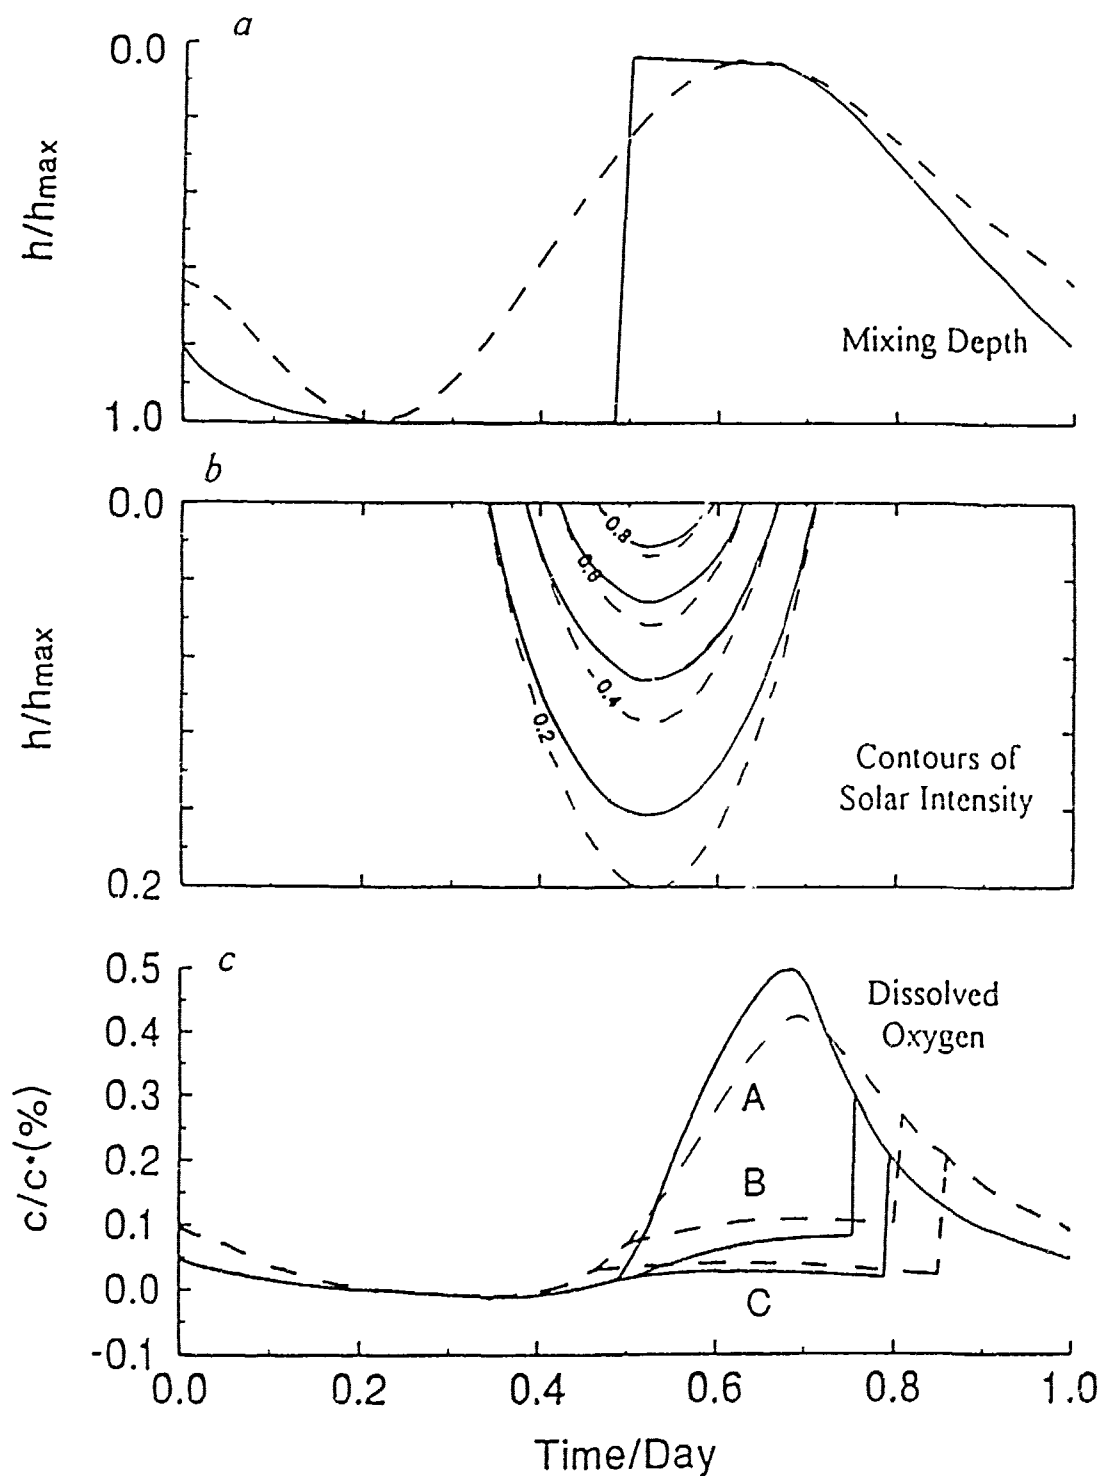 a
0.0
h/hmax
Mixing Depth
1.0
b
0.0
0.8
0.6
0.4
0.2
h/hmax
Contours of
Solar Intensity
0.2
c
0.5
0.4
0.3
0.2
0.1
0.0
-0.1
c/c*(%)
Dissolved
Oxygen
A
B
C
0.0 0.2 0.4 0.6 0.8 1.0
Time/Day